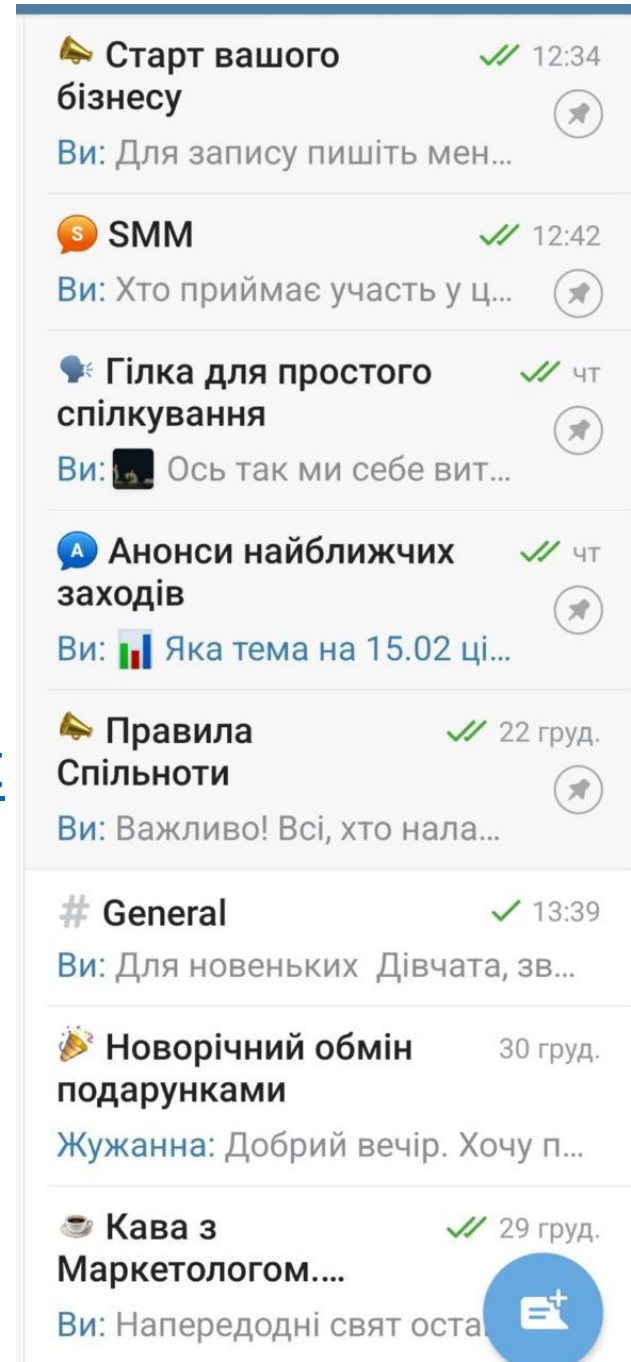 Старт вашого 12:34
бізнесу
Ви: Для запису пишіть мен...
S SMM 12:42
Ви: Хто приймає участь у ц...
Гілка для простого чт
спілкування
Ви: Ось так ми себе вит...
А Анонси найближчих чт
заходів
Ви: Яка тема на 15.02 ці...
Правила 22 груд.
Спільноти
Ви: Важливо! Всі, хто нала...
# General 13:39
Ви: Для новеньких Дівчата, зв...
Новорічний обмін 30 груд.
подарунками
Жужанна: Добрий вечір. Хочу п...
Кава з 29 груд.
Маркетологом....
Ви: Напередодні свят оста